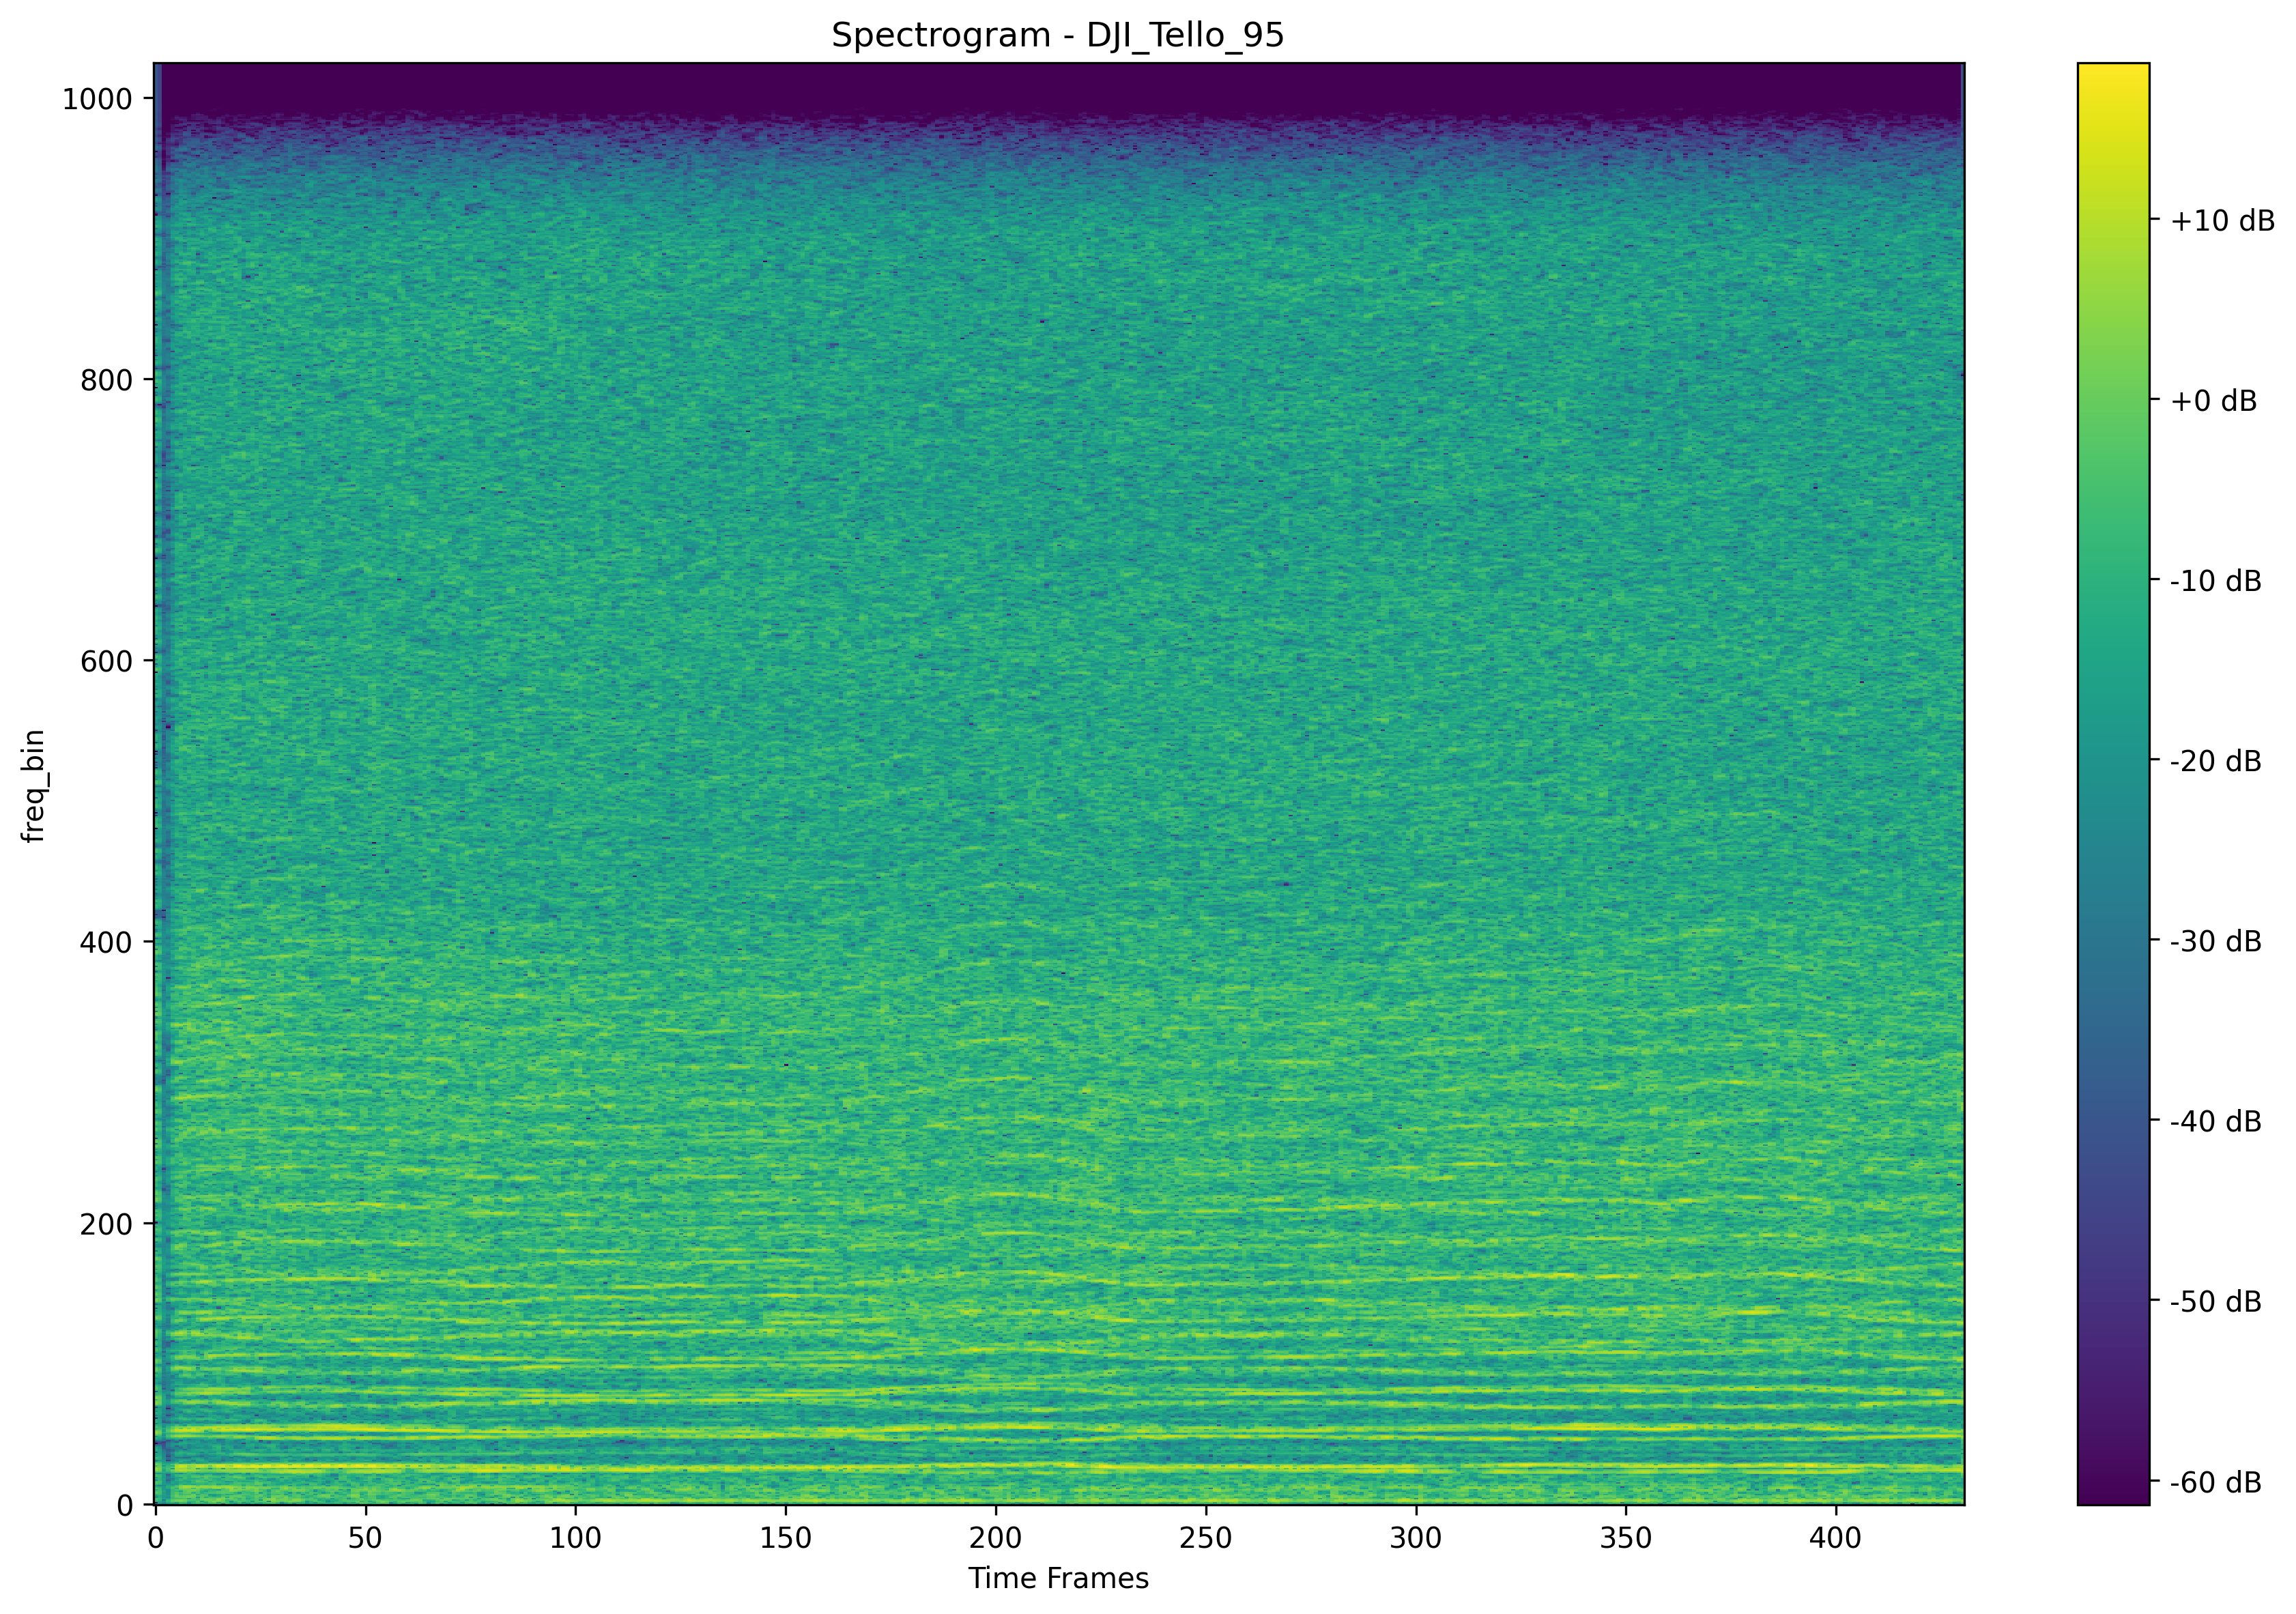 Spectrogram - DJI_Tello_95
1000
800
600
400
200
0
freq_bin
0 50 100 150 200 250 300 350 400
Time Frames
+10 dB
+0 dB
-10 dB
-20 dB
-30 dB
-40 dB
-50 dB
-60 dB